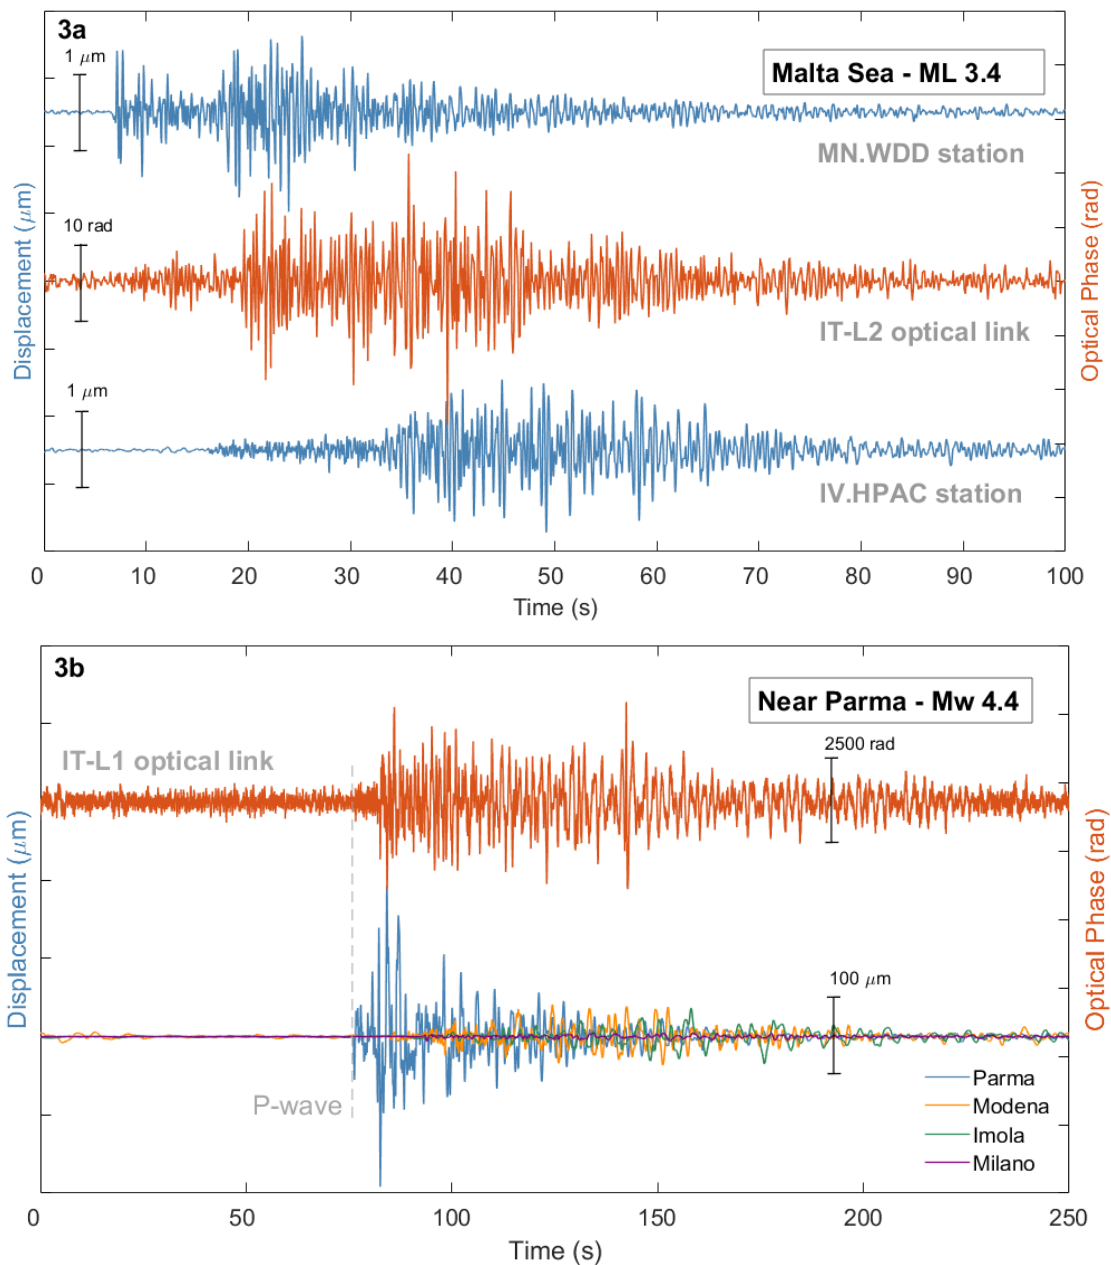 3a
1 μm
Malta Sea - ML 3.4
MN.WDD station
10 rad
IT-L2 optical link
1 μm
IV.HPAC station
Displacement (μm)
Optical Phase (rad)
0 10 20 30 40 50 60 70 80 90 100
Time (s)
3b
Near Parma - Mw 4.4
IT-L1 optical link
2500 rad
100 μm
P-wave
Parma
Modena
Imola
Milano
Displacement (μm)
Optical Phase (rad)
0 50 100 150 200 250
Time (s)